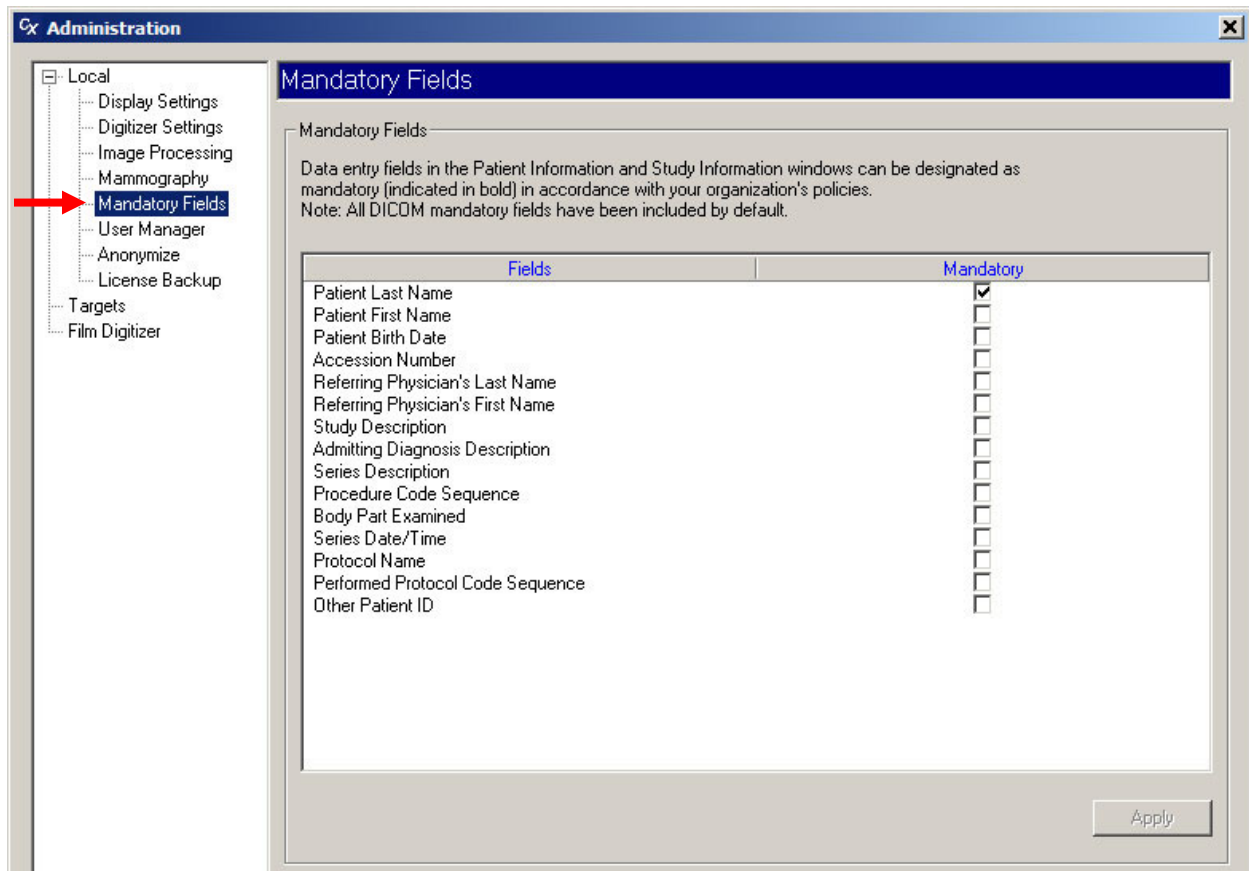 Cx Administration
Local
Display Settings
Digitizer Settings
Image Processing
Mammography
Mandatory Fields
User Manager
Anonymize
License Backup
Targets
Film Digitizer
Mandatory Fields
Mandatory Fields
Data entry fields in the Patient Information and Study Information windows can be designated as
mandatory (indicated in bold) in accordance with your organization's policies.
Note: All DICOM mandatory fields have been included by default.
Fields Mandatory
Patient Last Name
Patient First Name
Patient Birth Date
Accession Number
Referring Physician's Last Name
Referring Physician's First Name
Study Description
Admitting Diagnosis Description
Series Description
Procedure Code Sequence
Body Part Examined
Series Date/Time
Protocol Name
Performed Protocol Code Sequence
Other Patient ID
Apply